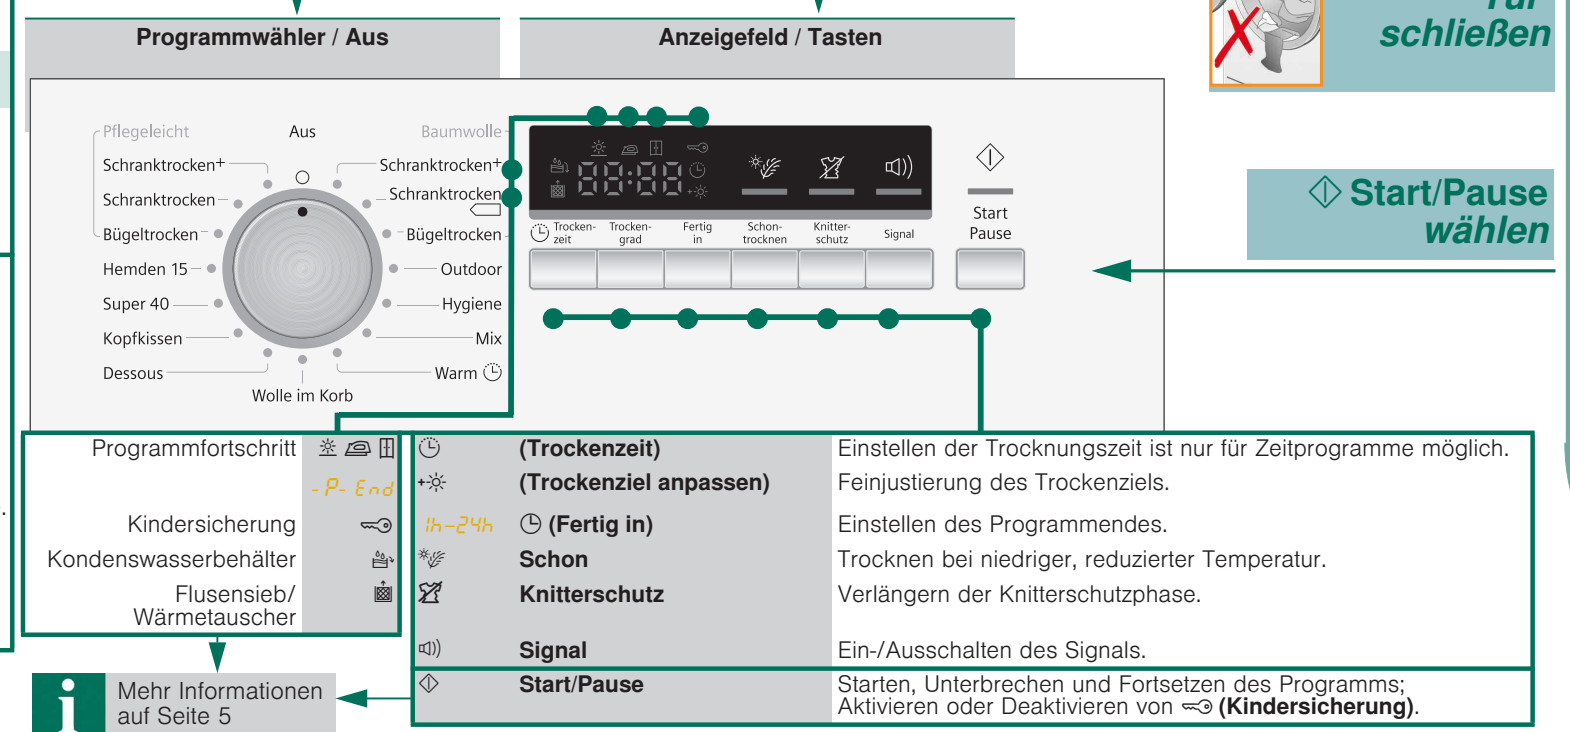 Programmwähler / Aus
Anzeigefeld / Tasten
schließen
Pflegeleicht
Aus
Baumwolle
Schranktrocken+
Schranktrocken
Bügeltrocken
Hemden 15
Super 40
Kopfkissen
Dessous
Wolle im Korb
Schranktrocken+
Schranktrocken
Bügeltrocken
Outdoor
Hygiene
Mix
Warm
88:88
Trocken-
zeit
Trocken-
grad
Fertig
in
Schon-
trocknen
Knitter-
schutz
Signal
Start
Pause
Start/Pause
wählen
Programmfortschritt
-P- End
Kindersicherung
Kondenswasserbehälter
Flusensieb/
Wärmetauscher
(Trockenzeit) Einstellen der Trocknungszeit ist nur für Zeitprogramme möglich.
(Trockenziel anpassen) Feinjustierung des Trockenziels.
1h-24h (Fertig in) Einstellen des Programmendes.
Schon Trocknen bei niedriger, reduzierter Temperatur.
Knitterschutz Verlängern der Knitterschutzphase.
Signal Ein-/Ausschalten des Signals.
Start/Pause Starten, Unterbrechen und Fortsetzen des Programms;
Aktivieren oder Deaktivieren von (Kindersicherung).
i
Mehr Informationen
auf Seite 5